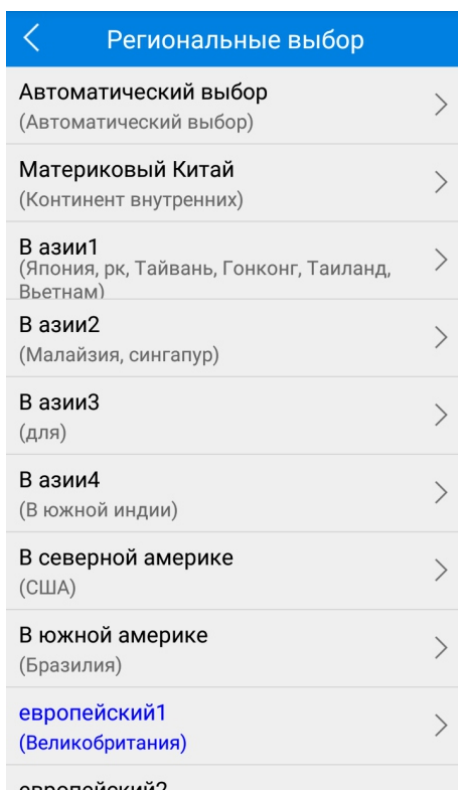 Региональные выбор
Автоматический выбор
(Автоматический выбор)
Материковый Китай
(Континент внутренних)
В азии1
(Япония, рк, Тайвань, Гонконг, Таиланд,
Вьетнам)
В азии2
(Малайзия, сингапур)
В азии3
(для)
В азии4
(В южной индии)
В северной америке
(США)
В южной америке
(Бразилия)
европейский1
(Великобритания)
европейский2